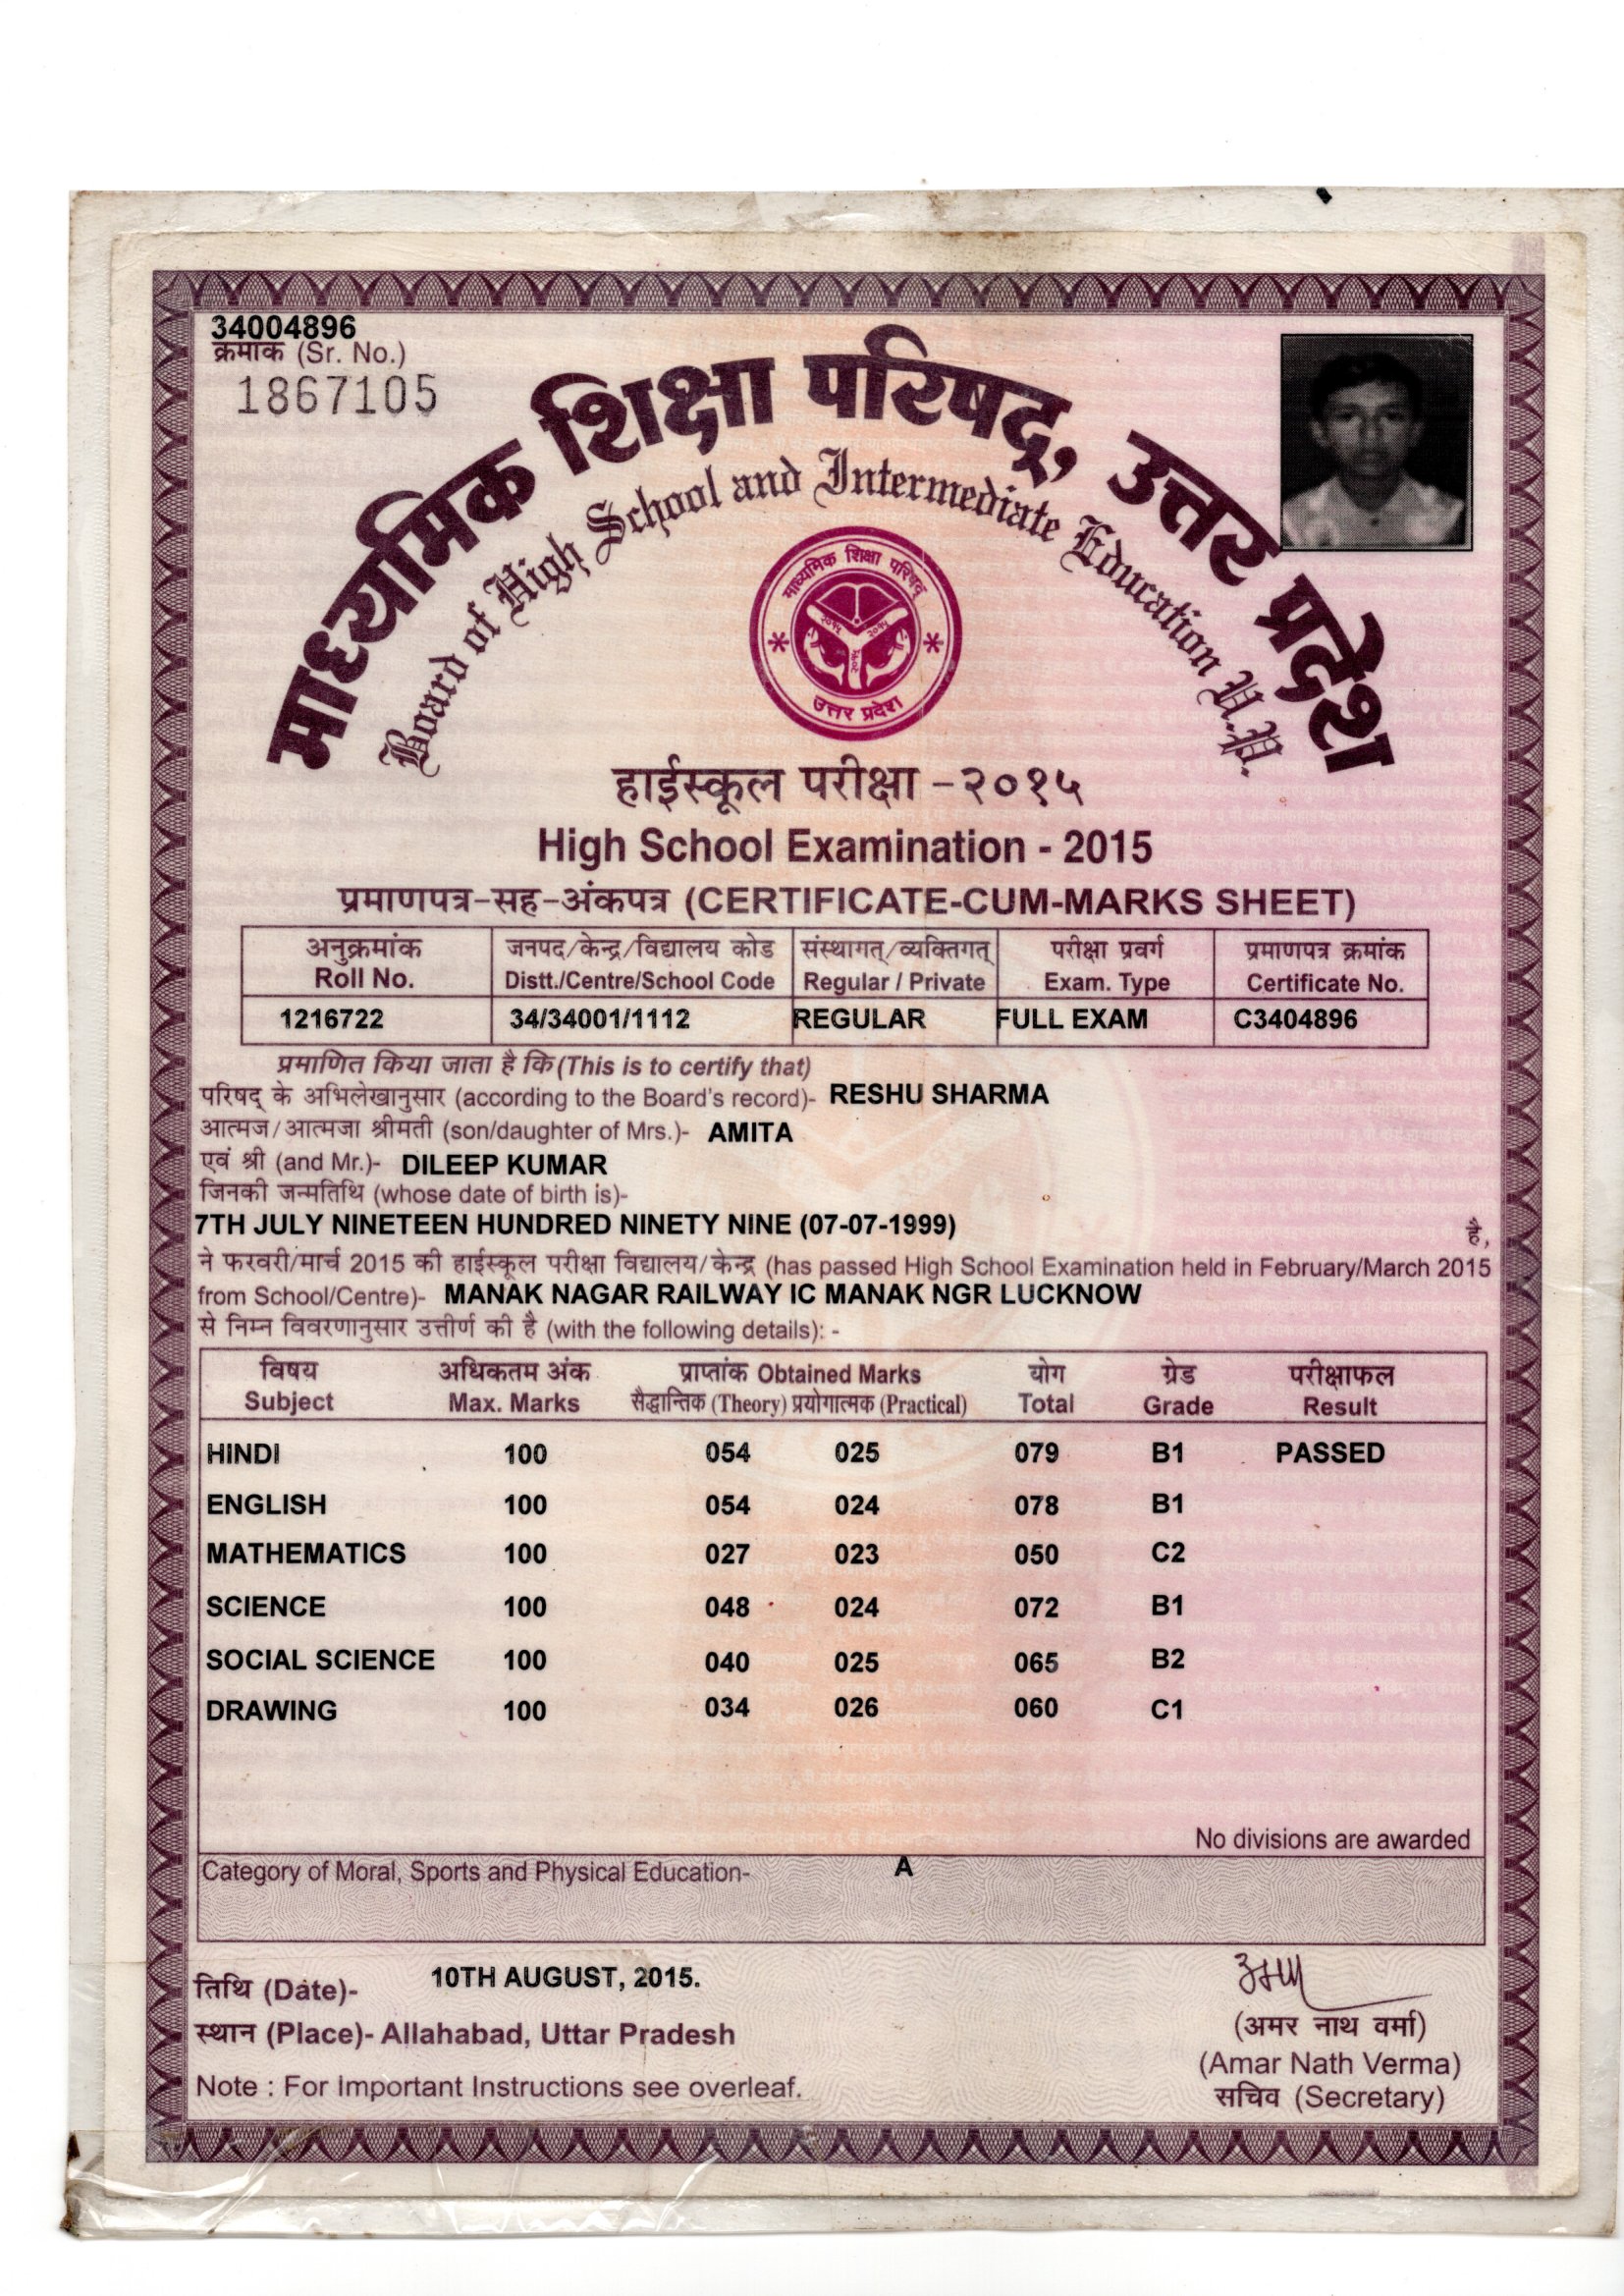 34004896
क्रमांक (Sr. No.)
1867105
माध्यमिक शिक्षा परिषद्, उत्तर प्रदेश
Board of High School and Intermediate Education U.P.
माध्यमिक शिक्षा परिषद्
उत्तर प्रदेश
हाईस्कूल परीक्षा -२०१५
High School Examination - 2015
प्रमाणपत्र-सह-अंकपत्र (CERTIFICATE-CUM-MARKS SHEET)
अनुक्रमांक जनपद/केन्द्र/विद्यालय कोड संस्थागत्/व्यक्तिगत् परीक्षा प्रवर्ग प्रमाणपत्र क्रमांक
Roll No. Distt./Centre/School Code Regular / Private Exam. Type Certificate No.
1216722 34/34001/1112 REGULAR FULL EXAM C3404896
प्रमाणित किया जाता है कि (This is to certify that)
परिषद् के अभिलेखानुसार (according to the Board's record)- RESHU SHARMA
आत्मज/आत्मजा श्रीमती (son/daughter of Mrs.)- AMITA
एवं श्री (and Mr.)- DILEEP KUMAR
जिनकी जन्मतिथि (whose date of birth is)-
7TH JULY NINETEEN HUNDRED NINETY NINE (07-07-1999) है,
ने फरवरी/मार्च 2015 की हाईस्कूल परीक्षा विद्यालय/केन्द्र (has passed High School Examination held in February/March 2015
from School/Centre)- MANAK NAGAR RAILWAY IC MANAK NGR LUCKNOW
से निम्न विवरणानुसार उत्तीर्ण की है (with the following details): -
विषय अधिकतम अंक प्राप्तांक Obtained Marks योग ग्रेड परीक्षाफल
Subject Max. Marks सैद्धान्तिक (Theory) प्रयोगात्मक (Practical) Total Grade Result
HINDI 100 054 025 079 B1 PASSED
ENGLISH 100 054 024 078 B1
MATHEMATICS 100 027 023 050 C2
SCIENCE 100 048 024 072 B1
SOCIAL SCIENCE 100 040 025 065 B2
DRAWING 100 034 026 060 C1
No divisions are awarded
Category of Moral, Sports and Physical Education- A
तिथि (Date)- 10TH AUGUST, 2015.
स्थान (Place)- Allahabad, Uttar Pradesh
(अमर नाथ वर्मा)
(Amar Nath Verma)
सचिव (Secretary)
Note : For Important Instructions see overleaf.